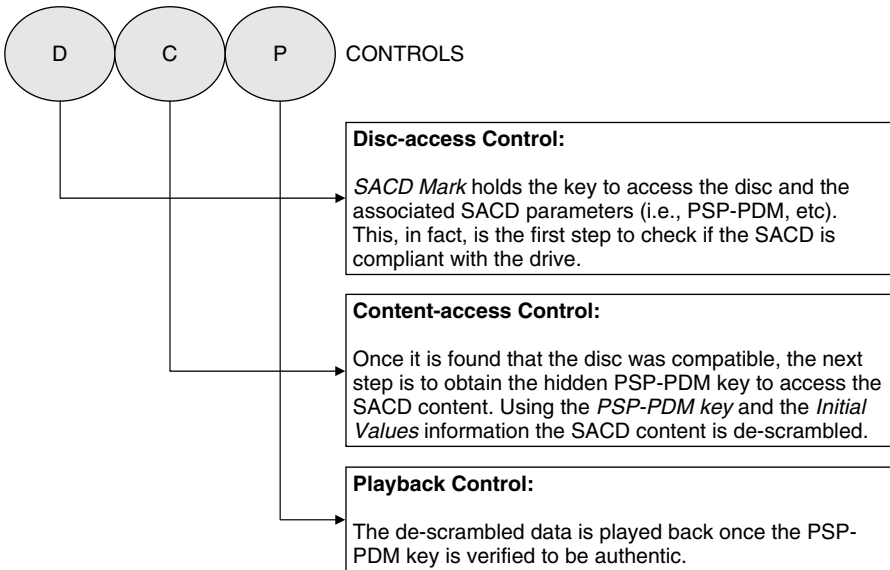 D C P CONTROLS
Disc-access Control:
SACD Mark holds the key to access the disc and the
associated SACD parameters (i.e., PSP-PDM, etc).
This, in fact, is the first step to check if the SACD is
compliant with the drive.
Content-access Control:
Once it is found that the disc was compatible, the next
step is to obtain the hidden PSP-PDM key to access the
SACD content. Using the PSP-PDM key and the Initial
Values information the SACD content is de-scrambled.
Playback Control:
The de-scrambled data is played back once the PSP-
PDM key is verified to be authentic.